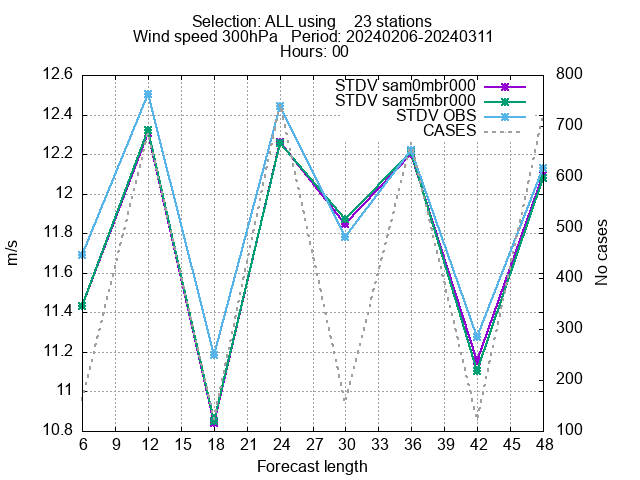 Selection: ALL using    23 stations
Wind speed 300hPa   Period: 20240206-20240311
Hours: 00
STDV sam0mbr000
STDV sam5mbr000
STDV OBS
CASES
12.6
12.4
12.2
12
11.8
11.6
11.4
11.2
11
10.8
m/s
800
700
600
500
400
300
200
100
No cases
6 9 12 15 18 21 24 27 30 33 36 39 42 45 48
Forecast length